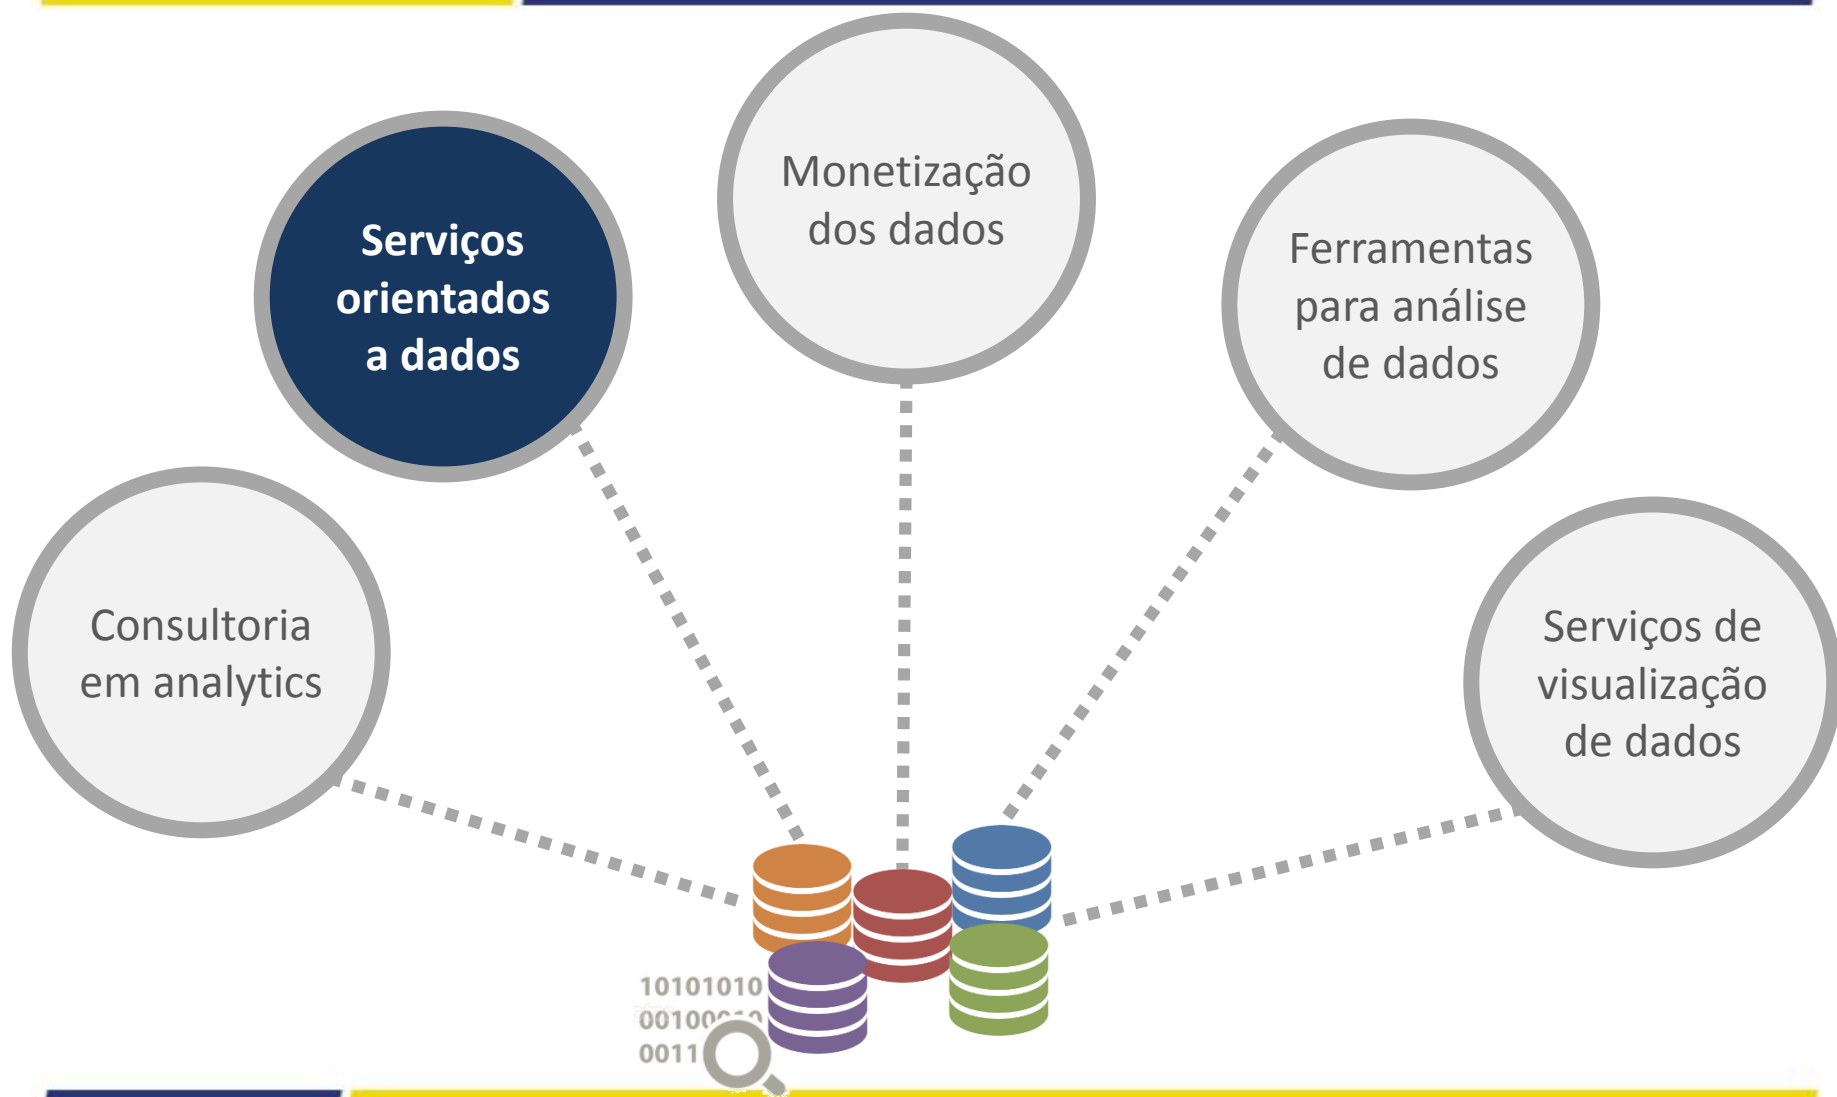 Monetização
dos dados
Serviços
orientados
a dados
Ferramentas
para análise
de dados
Consultoria
em analytics
Serviços de
visualização
de dados
10101010
00100010
0011